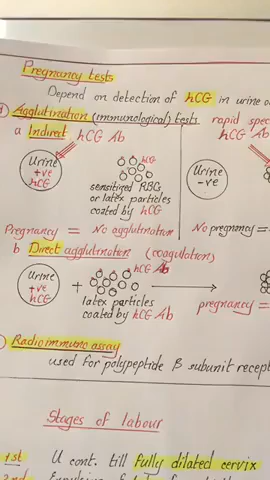 Pregnancy tests
Depend on detection of hCG in urine o
Agglutination (immunological) tests rapid spec
a Indirect hCG Ab hCG Ab
Urine +ve hCG
hCG
sensitized RBCs or latex particles coated by hCG
Urine -ve
Pregnancy = No agglutination No pregnancy =
b Direct agglutination (coagulation)
Urine +ve hCG
+
hCG Ab
latex particles coated by hCG Ab
pregnancy =
Radioimmuno assay
used for polypeptide β subunit recept
Stages of labour
1st U cont. till fully dilated cervix
2nd